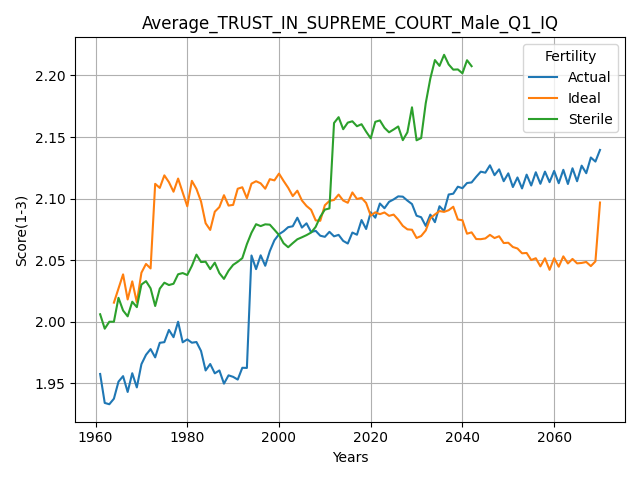 Average_TRUST_IN_SUPREME_COURT_Male_Q1_IQ
Fertility
Actual
Ideal
Sterile
Score(1-3)
2.20
2.15
2.10
2.05
2.00
1.95
1960 1980 2000 2020 2040 2060
Years